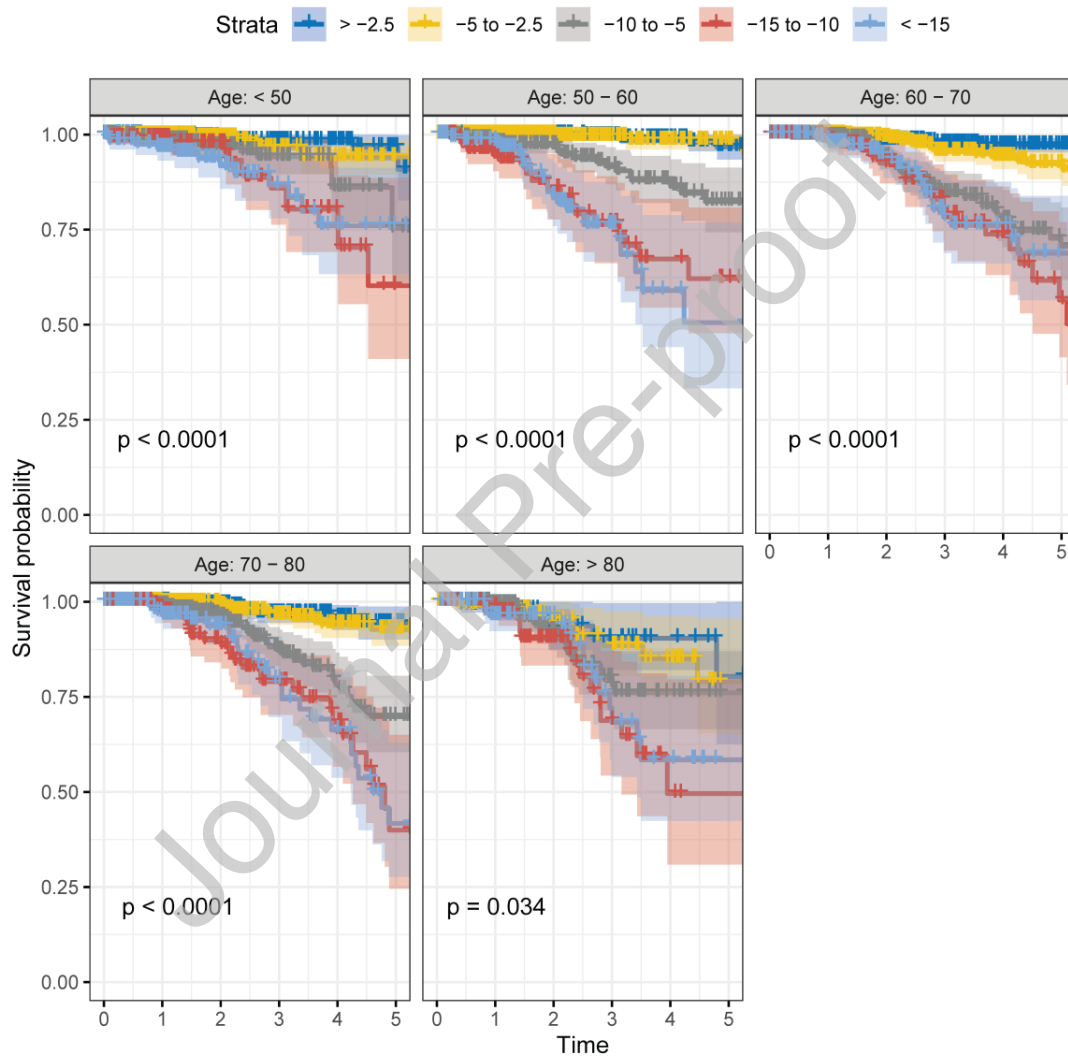 Strata > −2.5 −5 to −2.5 −10 to −5 −15 to −10 < −15
Age: < 50 Age: 50 − 60 Age: 60 − 70
1.00
0.75
0.50
0.25
0.00
p < 0.0001 p < 0.0001 p < 0.0001
0 1 2 3 4 5
Age: 70 − 80 Age: > 80
1.00
0.75
0.50
0.25
0.00
p < 0.0001 p = 0.034
0 1 2 3 4 5 0 1 2 3 4 5
Survival probability
Time
Journal Pre-proof